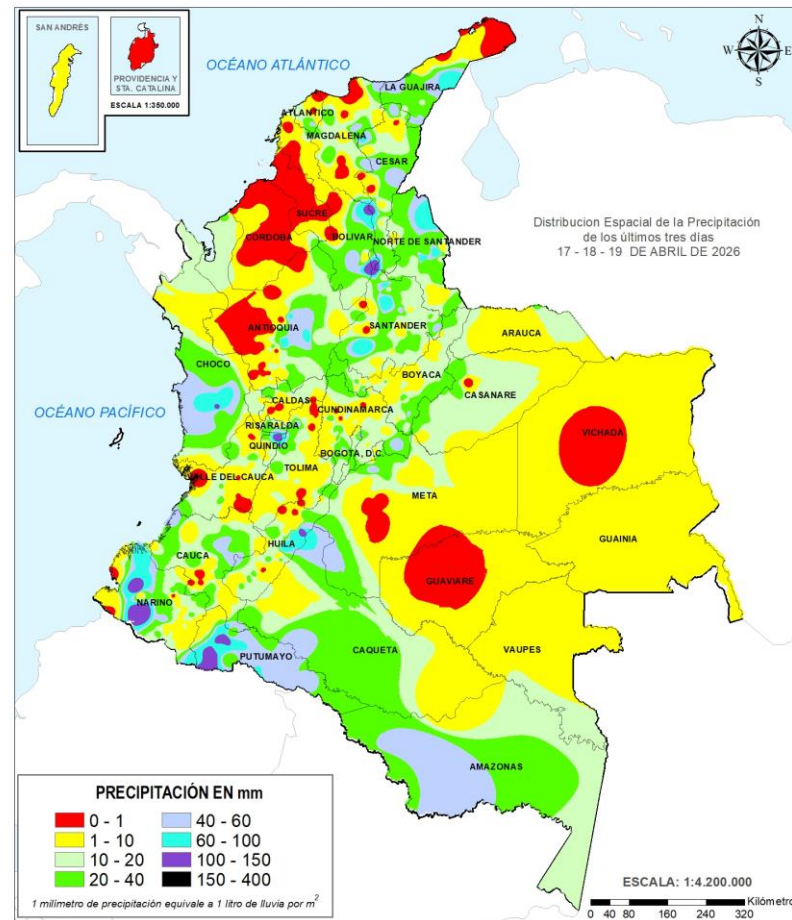 SAN ANDRÉS
PROVIDENCIA Y
STA. CATALINA
ESCALA 1:350.000
OCÉANO ATLÁNTICO
N
W
E
S
LA GUAJIRA
ATLANTICO
MAGDALENA
CESAR
SUCRE
CORDOBA
BOLIVAR
NORTE DE SANTANDER
Distribucion Espacial de la Precipitación
de los últimos tres días
17 - 18 - 19 DE ABRIL DE 2026
ANTIOQUIA
SANTANDER
ARAUCA
CHOCO
BOYACA
CASANARE
OCÉANO PACÍFICO
CALDAS
CUNDINAMARCA
RISARALDA
VICHADA
QUINDIO
BOGOTA, D.C.
TOLIMA
VALLE DEL CAUCA
META
GUAINIA
HUILA
CAUCA
GUAVIARE
NARIÑO
CAQUETA
VAUPES
PUTUMAYO
AMAZONAS
PRECIPITACIÓN EN mm
0 - 1
40 - 60
1 - 10
60 - 100
10 - 20
100 - 150
20 - 40
150 - 400
1 milimetro de precipitación equivale a 1 litro de lluvia por m2
ESCALA: 1:4.200.000
Kilómetro
40 80 160 240 320